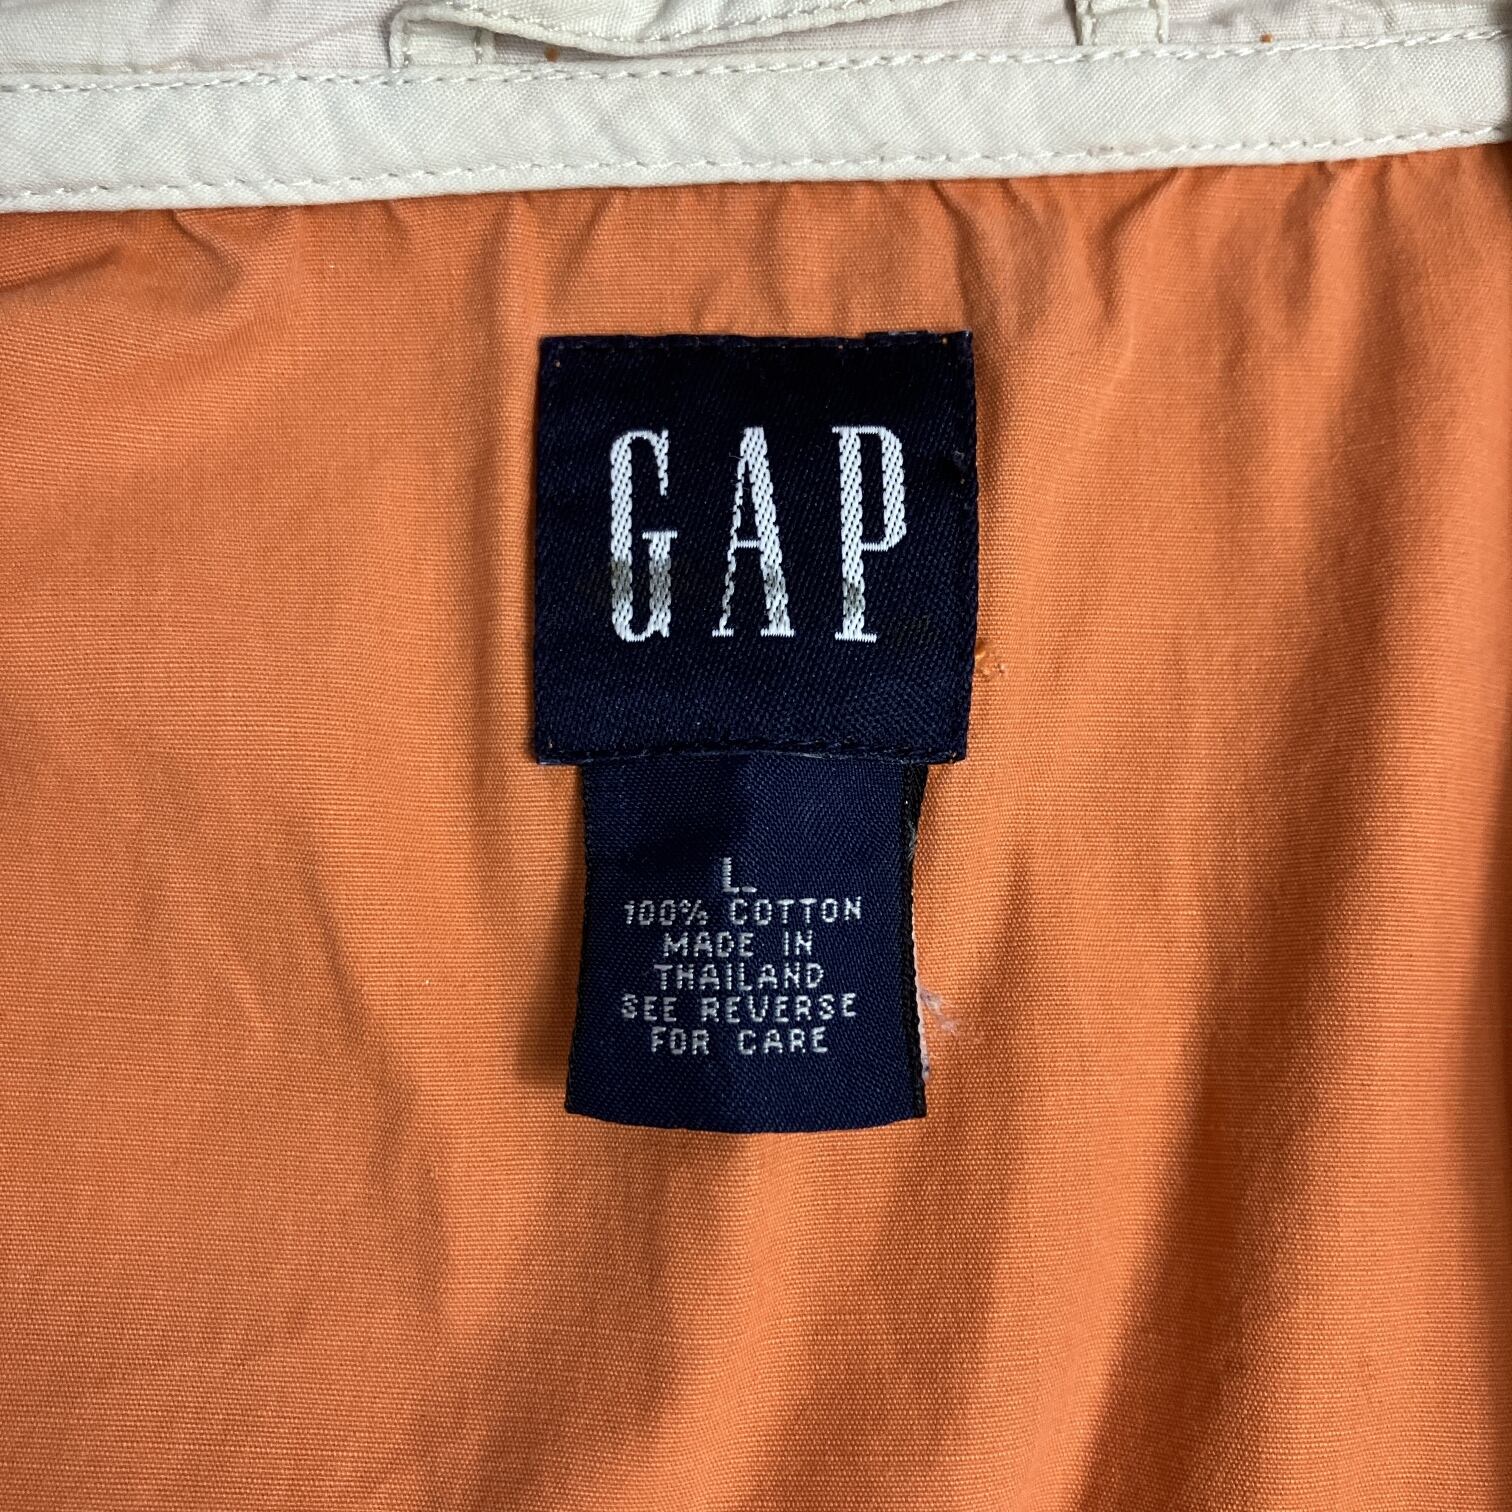 GAP
L
100% COTTON
MADE IN
THAILAND
SEE REVERSE
FOR CARE